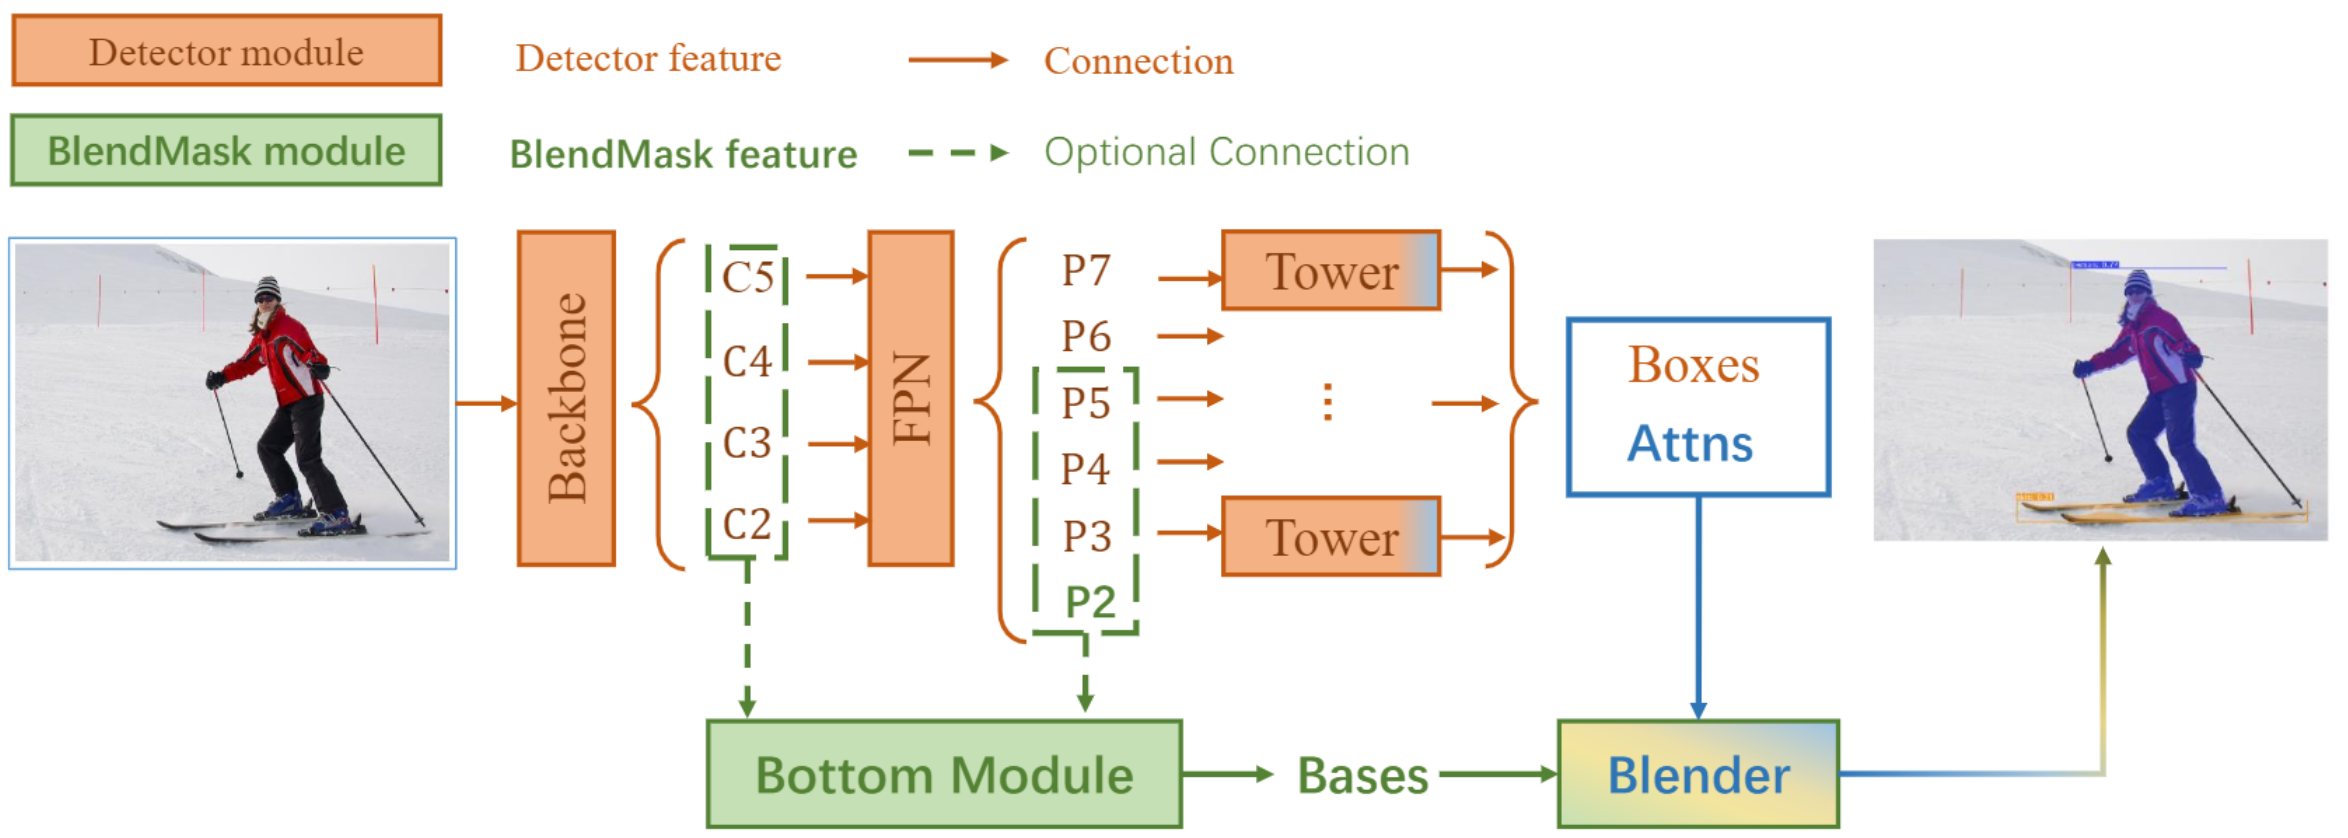 Detector module
Detector feature
Connection
BlendMask module
BlendMask feature
Optional Connection
Backbone
C5
C4
C3
C2
FPN
P7
P6
P5
P4
P3
P2
Tower
⋮
Tower
Boxes
Attns
Bottom Module
Bases
Blender